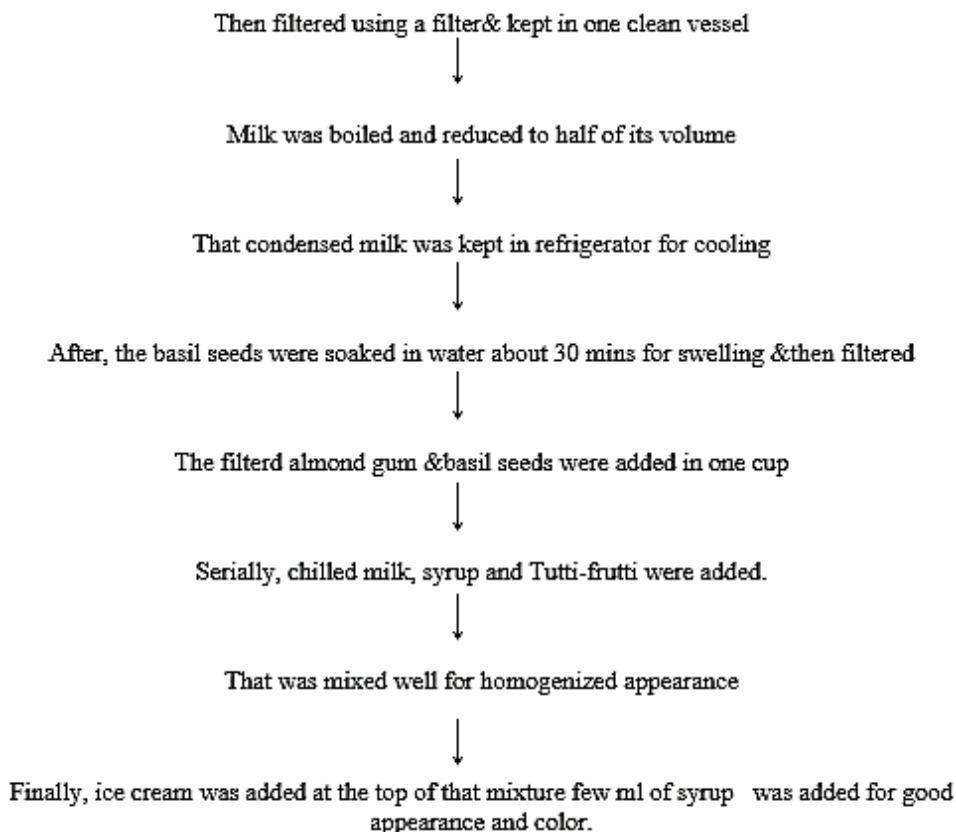 Then filtered using a filter& kept in one clean vessel
Milk was boiled and reduced to half of its volume
That condensed milk was kept in refrigerator for cooling
After, the basil seeds were soaked in water about 30 mins for swelling &then filtered
The filterd almond gum &basil seeds were added in one cup
Serially, chilled milk, syrup and Tutti-frutti were added.
That was mixed well for homogenized appearance
Finally, ice cream was added at the top of that mixture few ml of syrup was added for good
appearance and color.